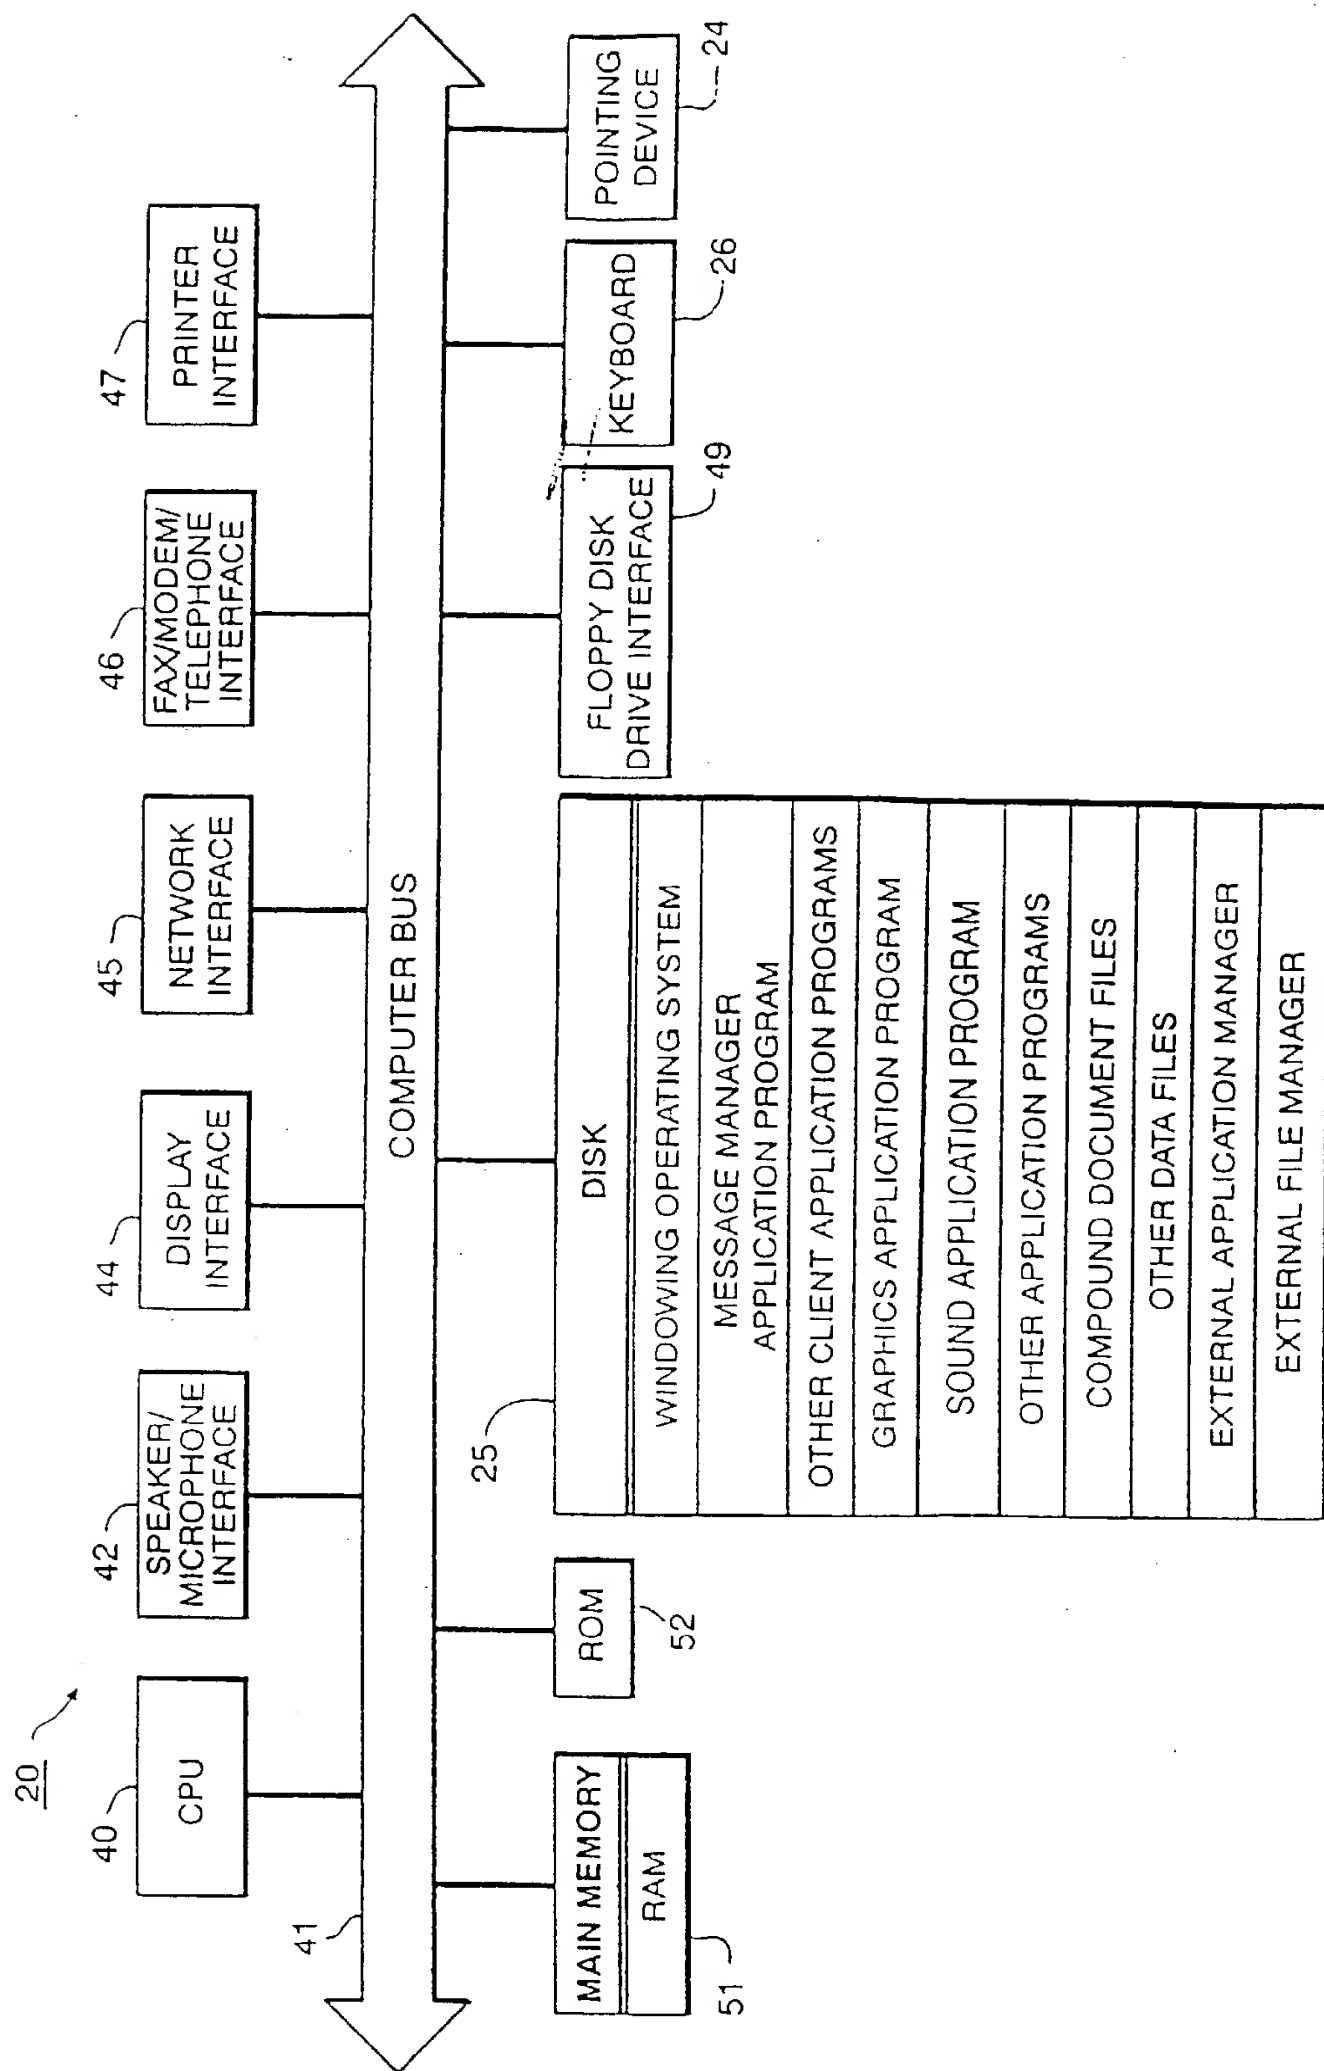 20
40
CPU
41
42
SPEAKER/
MICROPHONE
INTERFACE
44
DISPLAY
INTERFACE
45
NETWORK
INTERFACE
46
FAX/MODEM/
TELEPHONE
INTERFACE
47
PRINTER
INTERFACE
COMPUTER BUS
MAIN MEMORY
RAM
51
ROM
52
25
DISK
WINDOWING OPERATING SYSTEM
MESSAGE MANAGER
APPLICATION PROGRAM
OTHER CLIENT APPLICATION PROGRAMS
GRAPHICS APPLICATION PROGRAM
SOUND APPLICATION PROGRAM
OTHER APPLICATION PROGRAMS
COMPOUND DOCUMENT FILES
OTHER DATA FILES
EXTERNAL APPLICATION MANAGER
EXTERNAL FILE MANAGER
FLOPPY DISK
DRIVE INTERFACE
49
KEYBOARD
26
POINTING
DEVICE
24